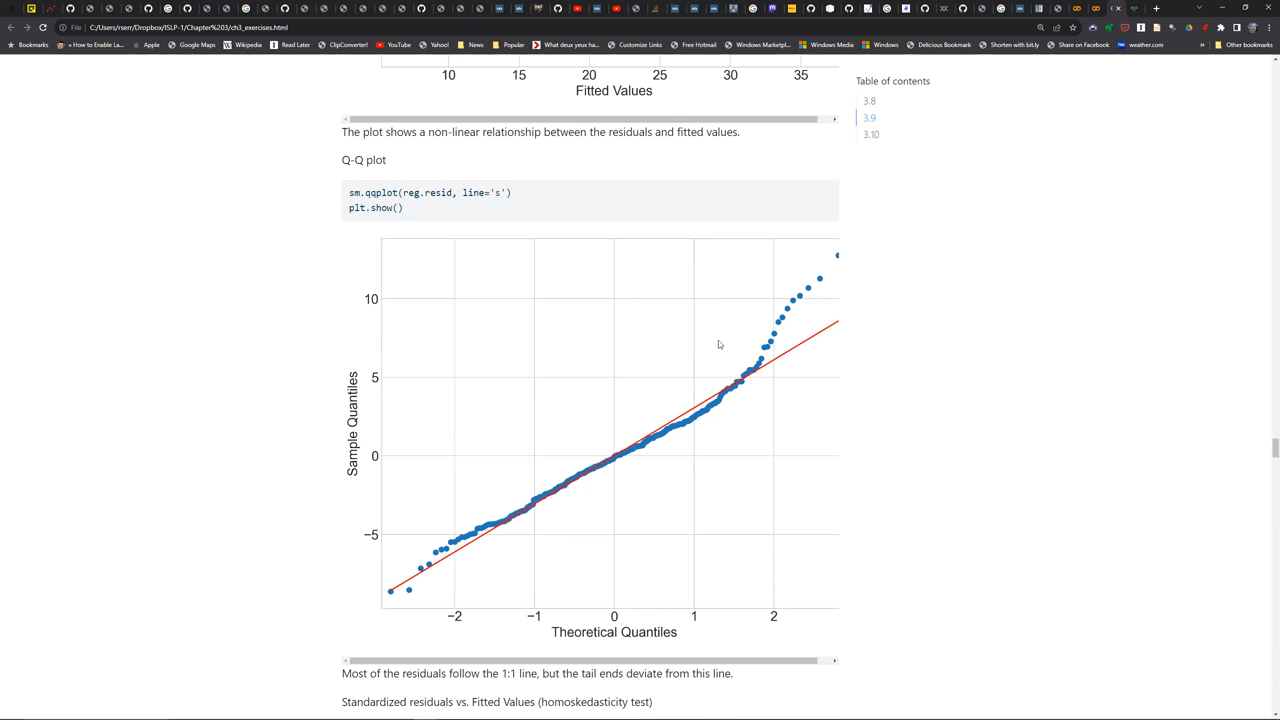 File | C:/Users/rserr/Dropbox/ISLP-1/Chapter%203/ch3_exercises.html
Bookmarks » How to Enable La... Apple Google Maps Wikipedia Read Later ClipConverter! YouTube Yahoo! News Popular What deux yeux ha... Customize Links Free Hotmail Windows Marketpl... Windows Media Windows Delicious Bookmark Shorten with bit.ly Share on Facebook weather.com » Other bookmarks
10 15 20 25 30 35
Fitted Values
Table of contents
3.8
3.9
3.10
The plot shows a non-linear relationship between the residuals and fitted values.
Q-Q plot
sm.qqplot(reg.resid, line='s')
plt.show()
10
5
0
−5
Sample Quantiles
−2 −1 0 1 2
Theoretical Quantiles
Most of the residuals follow the 1:1 line, but the tail ends deviate from this line.
Standardized residuals vs. Fitted Values (homoskedasticity test)